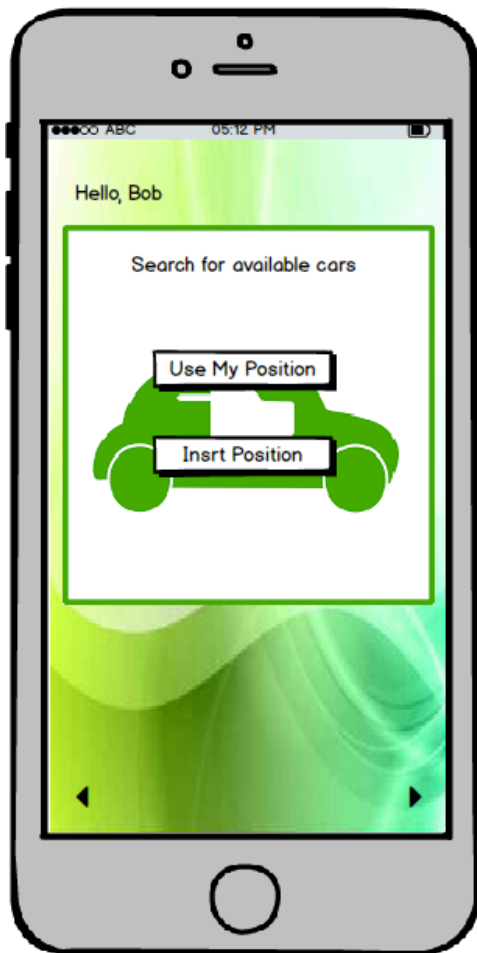 ABC 05:12 PM
Hello, Bob
Search for available cars
Use My Position
Insrt Position